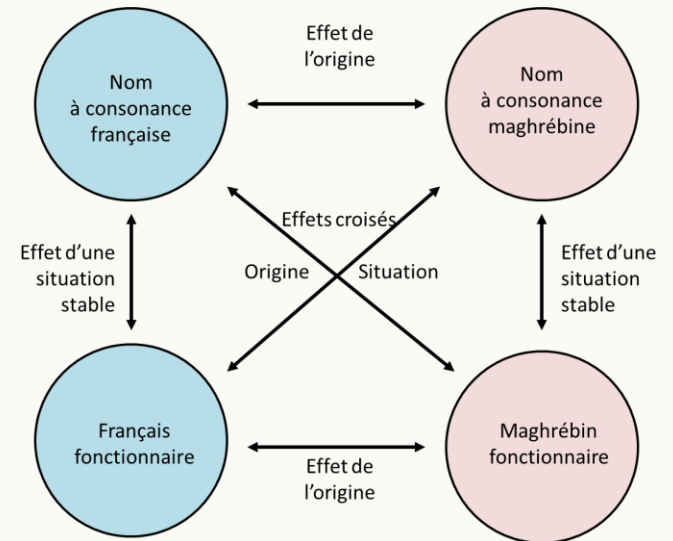 Effet de
l’origine
Nom
à consonance
française
Nom
à consonance
maghrébine
Effets croisés
Origine
Situation
Effet d’une
situation
stable
Effet d’une
situation
stable
Français
fonctionnaire
Maghrébin
fonctionnaire
Effet de
l’origine